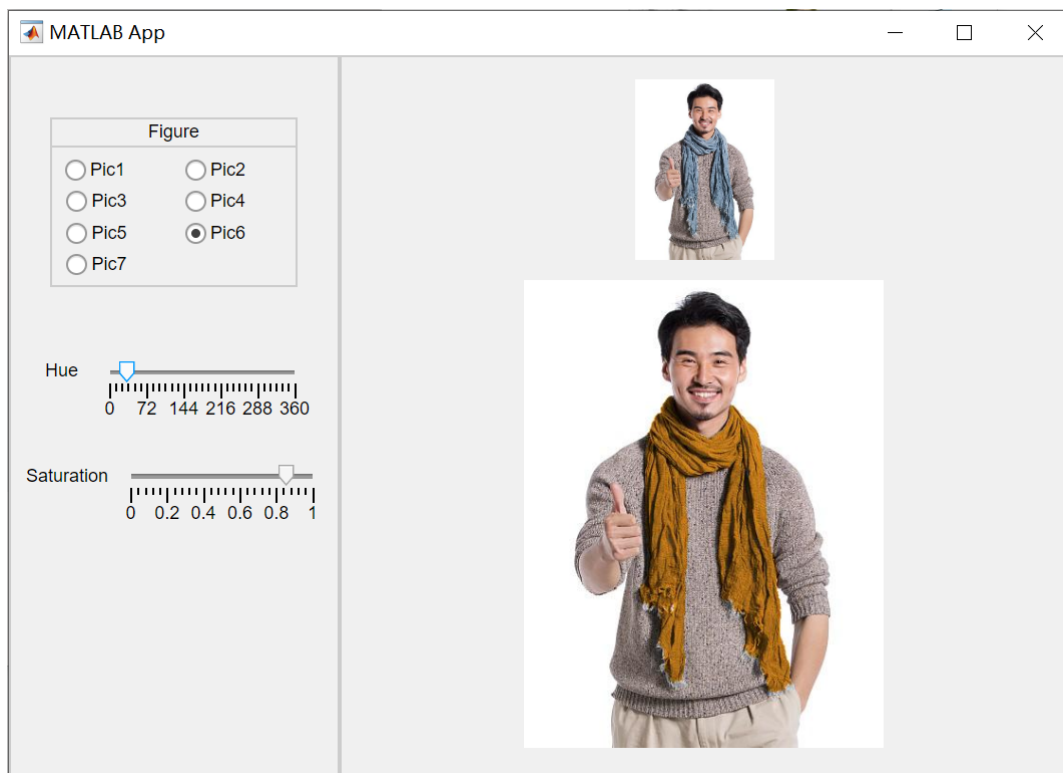 MATLAB App
Figure
Pic1 Pic2
Pic3 Pic4
Pic5 Pic6
Pic7
Hue
0 72 144 216 288 360
Saturation
0 0.2 0.4 0.6 0.8 1